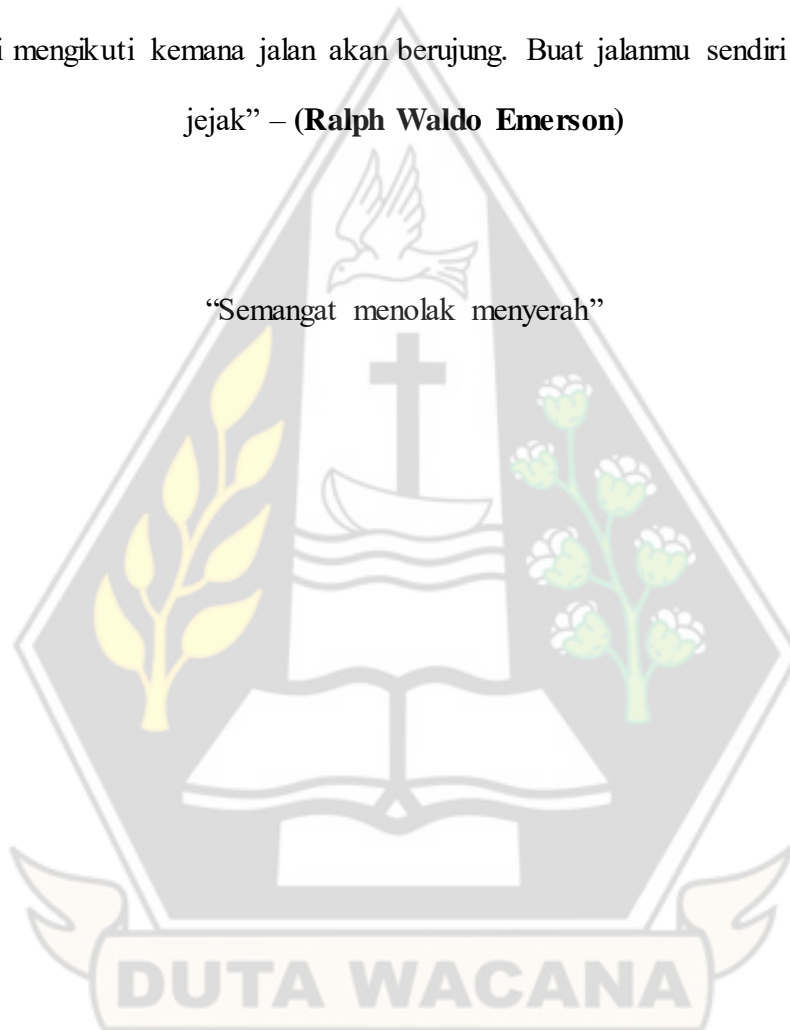 mengikuti kemana jalan akan berujung. Buat jalanmu sendiri
jejak” – (Ralph Waldo Emerson)
“Semangat menolak menyerah”
DUTA WACANA